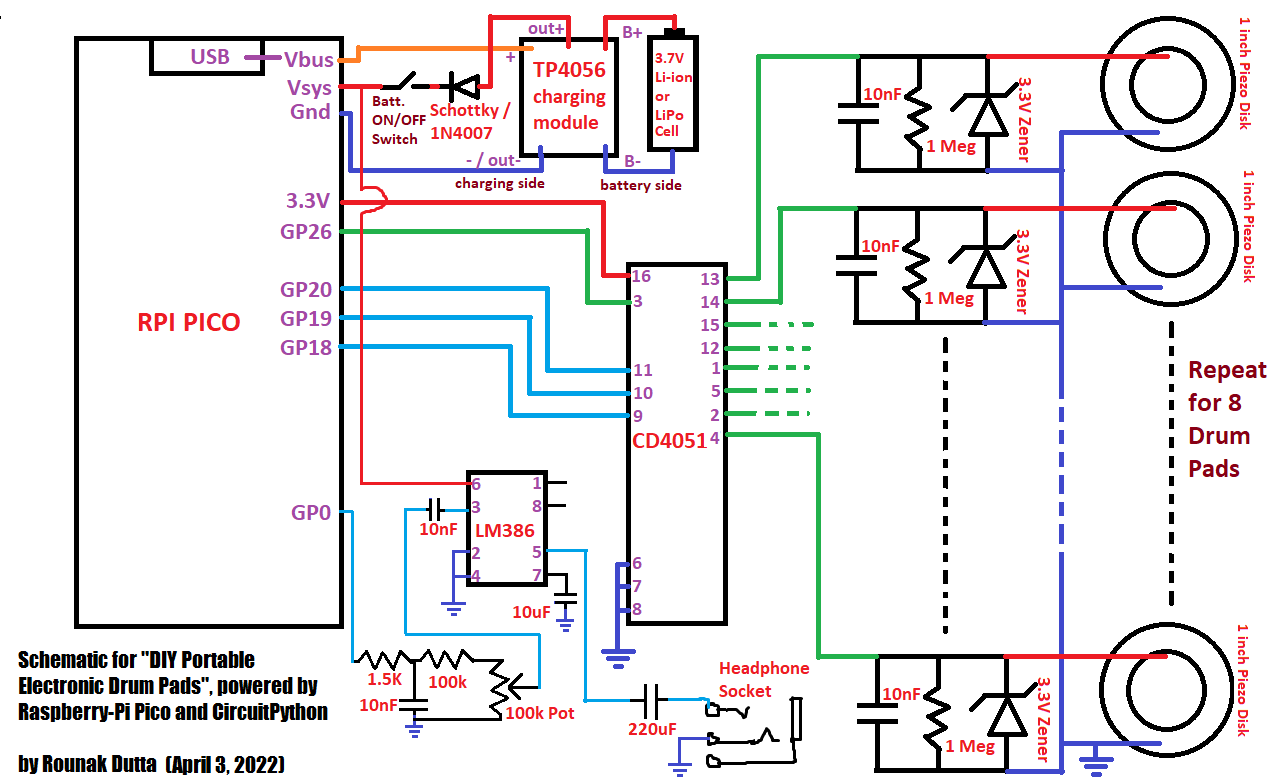 USB
Vbus
Vsys
Gnd
3.3V
GP26
GP20
GP19
GP18
GP0
RPI PICO
Batt.
ON/OFF
Switch
Schottky /
1N4007
out+
+
B+
TP4056
charging
module
- / out-
B-
charging side
battery side
3.7V
Li-ion
or
LiPo
Cell
16
3
11
10
9
6
7
8
13
14
15
12
1
5
2
4
CD4051
10nF
1 Meg
3.3V Zener
1 inch Piezo Disk
10nF
1 Meg
3.3V Zener
1 inch Piezo Disk
Repeat
for 8
Drum
Pads
10nF
1 Meg
3.3V Zener
1 inch Piezo Disk
6
3
2
4
1
8
5
7
LM386
10nF
10uF
1.5K
100k
10nF
100k Pot
220uF
Headphone
Socket
Schematic for "DIY Portable
Electronic Drum Pads", powered by
Raspberry-Pi Pico and CircuitPython
by Rounak Dutta (April 3, 2022)